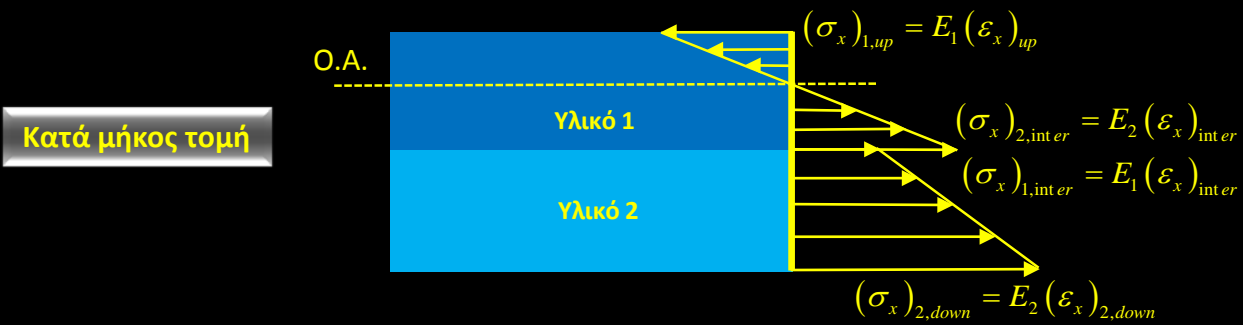 (σₓ)₁,up = E₁(εₓ)up
Ο.Α.
Υλικό 1
(σₓ)₂,inter = E₂(εₓ)inter
Κατά μήκος τομή
(σₓ)₁,inter = E₁(εₓ)inter
Υλικό 2
(σₓ)₂,down = E₂(εₓ)₂,down